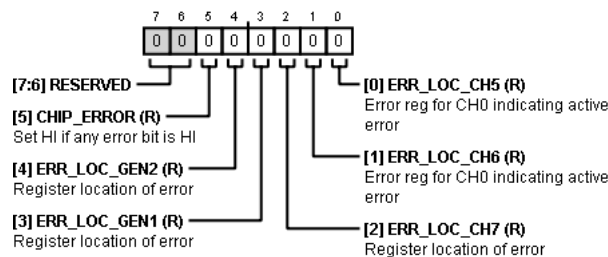 7 6 5 4 3 2 1 0
0 0 0 0 0 0 0 0
[7:6] RESERVED
[5] CHIP_ERROR (R)
Set HI if any error bit is HI
[4] ERR_LOC_GEN2 (R)
Register location of error
[3] ERR_LOC_GEN1 (R)
Register location of error
[0] ERR_LOC_CH5 (R)
Error reg for CH0 indicating active
error
[1] ERR_LOC_CH6 (R)
Error reg for CH0 indicating active
error
[2] ERR_LOC_CH7 (R)
Register location of error